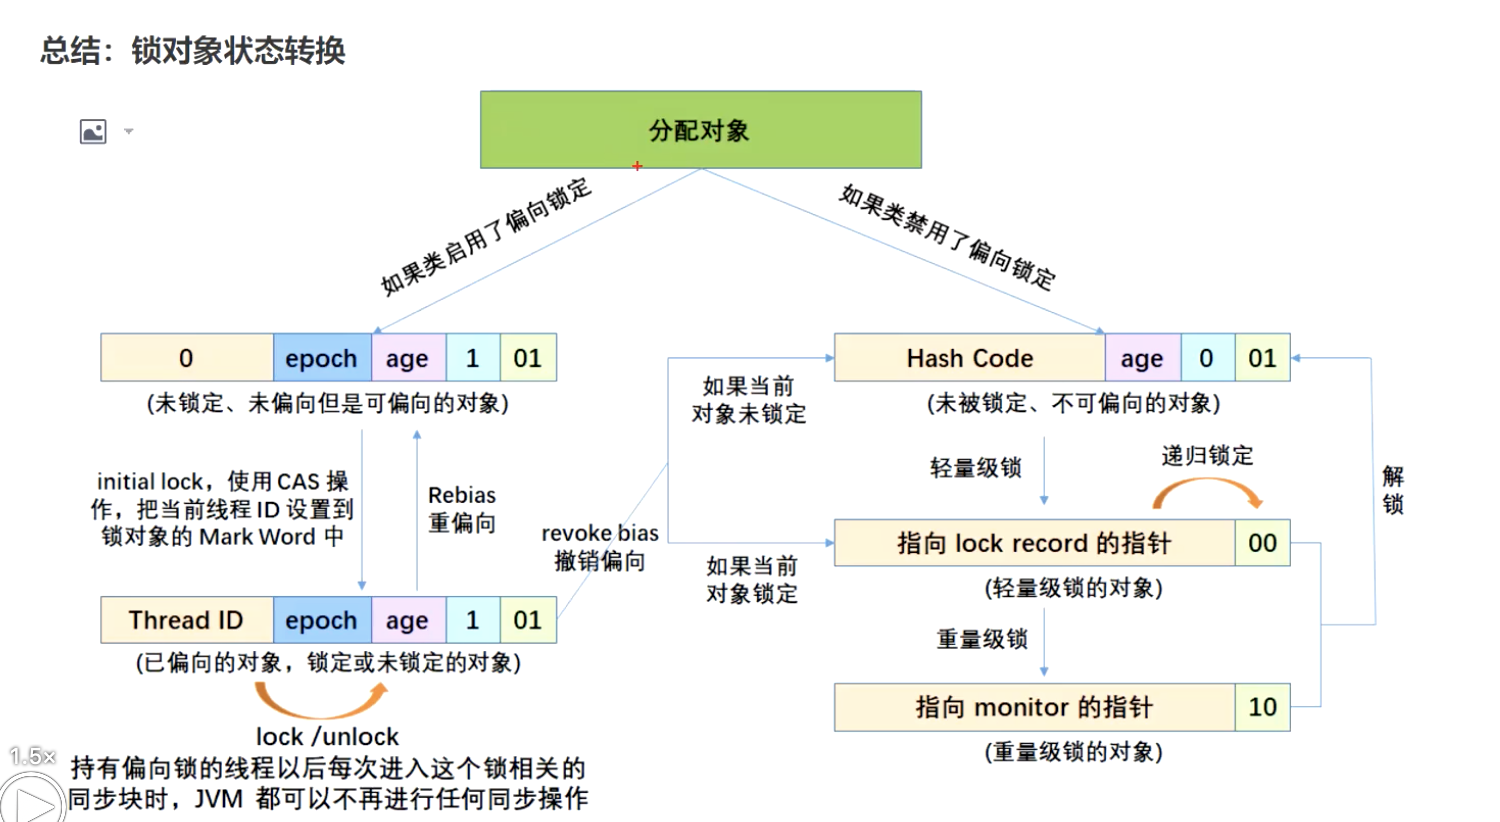 总结：锁对象状态转换
分配对象
如果类启用了偏向锁定
如果类禁用了偏向锁定
0 epoch age 1 01
(未锁定、未偏向但是可偏向的对象)
Hash Code age 0 01
(未被锁定、不可偏向的对象)
如果当前
对象未锁定
initial lock，使用 CAS 操
作，把当前线程 ID 设置到
锁对象的 Mark Word 中
Rebias
重偏向
revoke bias
撤销偏向
轻量级锁
递归锁定
解
锁
指向 lock record 的指针 00
(轻量级锁的对象)
如果当前
对象锁定
Thread ID epoch age 1 01
(已偏向的对象，锁定或未锁定的对象)
重量级锁
指向 monitor 的指针 10
(重量级锁的对象)
lock /unlock
持有偏向锁的线程以后每次进入这个锁相关的
同步块时，JVM 都可以不再进行任何同步操作
1.5×